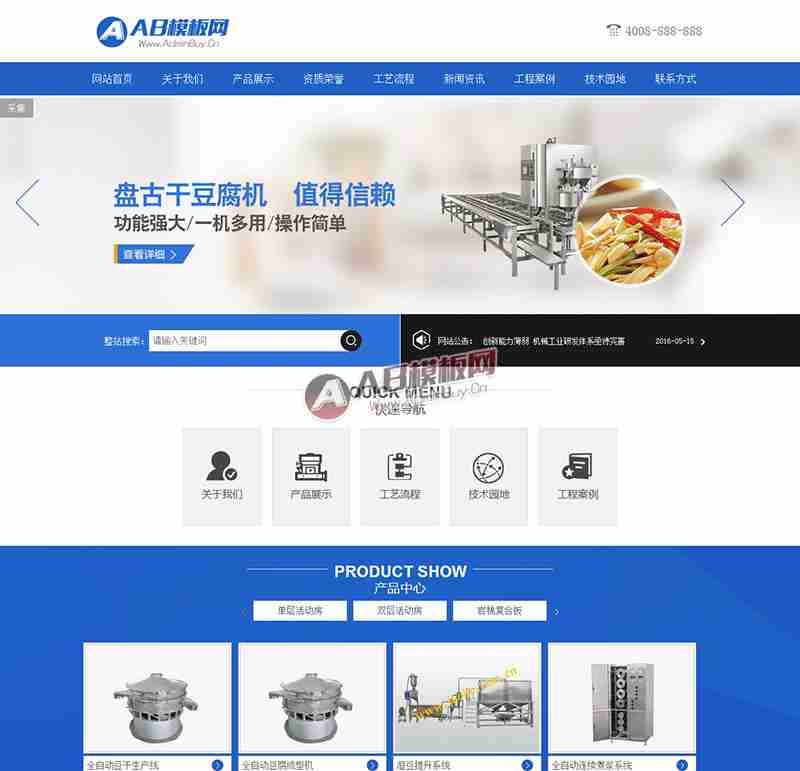 AB模板网
Www.AdminBuy.Cn
4008-888-888
网站首页 关于我们 产品展示 资质荣誉 工艺流程 新闻资讯 工程案例 技术园地 联系方式
采集
盘古干豆腐机 值得信赖
功能强大/一机多用/操作简单
查看详细
整站搜索: 请输入关键词
网站公告: 创新能力薄弱 机械工业研发体系亟待完善 2016-05-15
AB模板网
QUICK MENU
快速导航
关于我们 产品展示 工艺流程 技术园地 工程案例
PRODUCT SHOW
产品中心
单层活动房 双层活动房 岩棉复合板
全自动豆干生产线 全自动豆腐成型机 磨豆提升系统 全自动连续煮浆系统